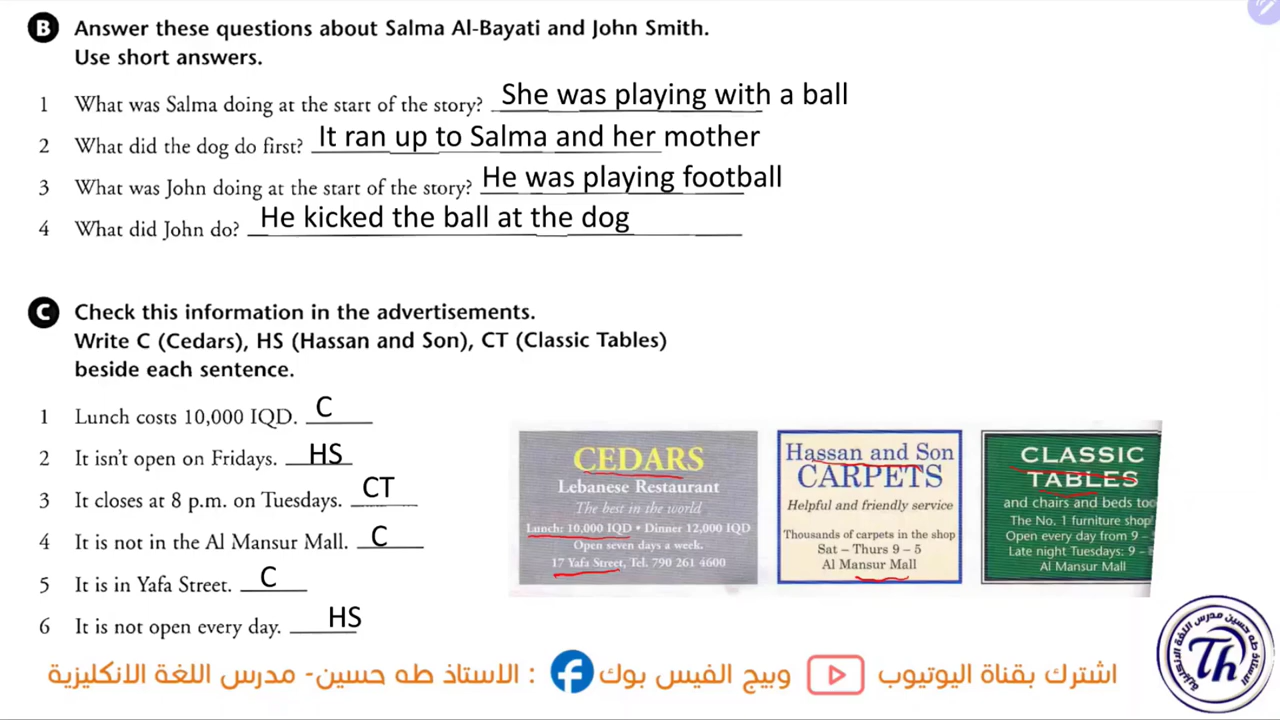 B Answer these questions about Salma Al-Bayati and John Smith.
Use short answers.
1 What was Salma doing at the start of the story? She was playing with a ball
2 What did the dog do first? It ran up to Salma and her mother
3 What was John doing at the start of the story? He was playing football
4 What did John do? He kicked the ball at the dog
C Check this information in the advertisements.
Write C (Cedars), HS (Hassan and Son), CT (Classic Tables)
beside each sentence.
1 Lunch costs 10,000 IQD. C
2 It isn't open on Fridays. HS
3 It closes at 8 p.m. on Tuesdays. CT
4 It is not in the Al Mansur Mall. C
5 It is in Yafa Street. C
6 It is not open every day. HS
CEDARS
Lebanese Restaurant
The best in the world
Lunch: 10,000 IQD • Dinner 12,000 IQD
Open seven days a week.
17 Yafa Street, Tel. 790 261 4600
Hassan and Son
CARPETS
Helpful and friendly service
Thousands of carpets in the shop
Sat – Thurs 9 – 5
Al Mansur Mall
CLASSIC
TABLES
and chairs and beds too
The No. 1 furniture shop
Open every day from 9 –
Late night Tuesdays: 9 –
Al Mansur Mall
اشترك بقناة اليوتيوب وبيج الفيس بوك : الاستاذ طه حسين- مدرس اللغة الانكليزية
الاستاذ طه حسين مدرس اللغة الانكليزية
Th